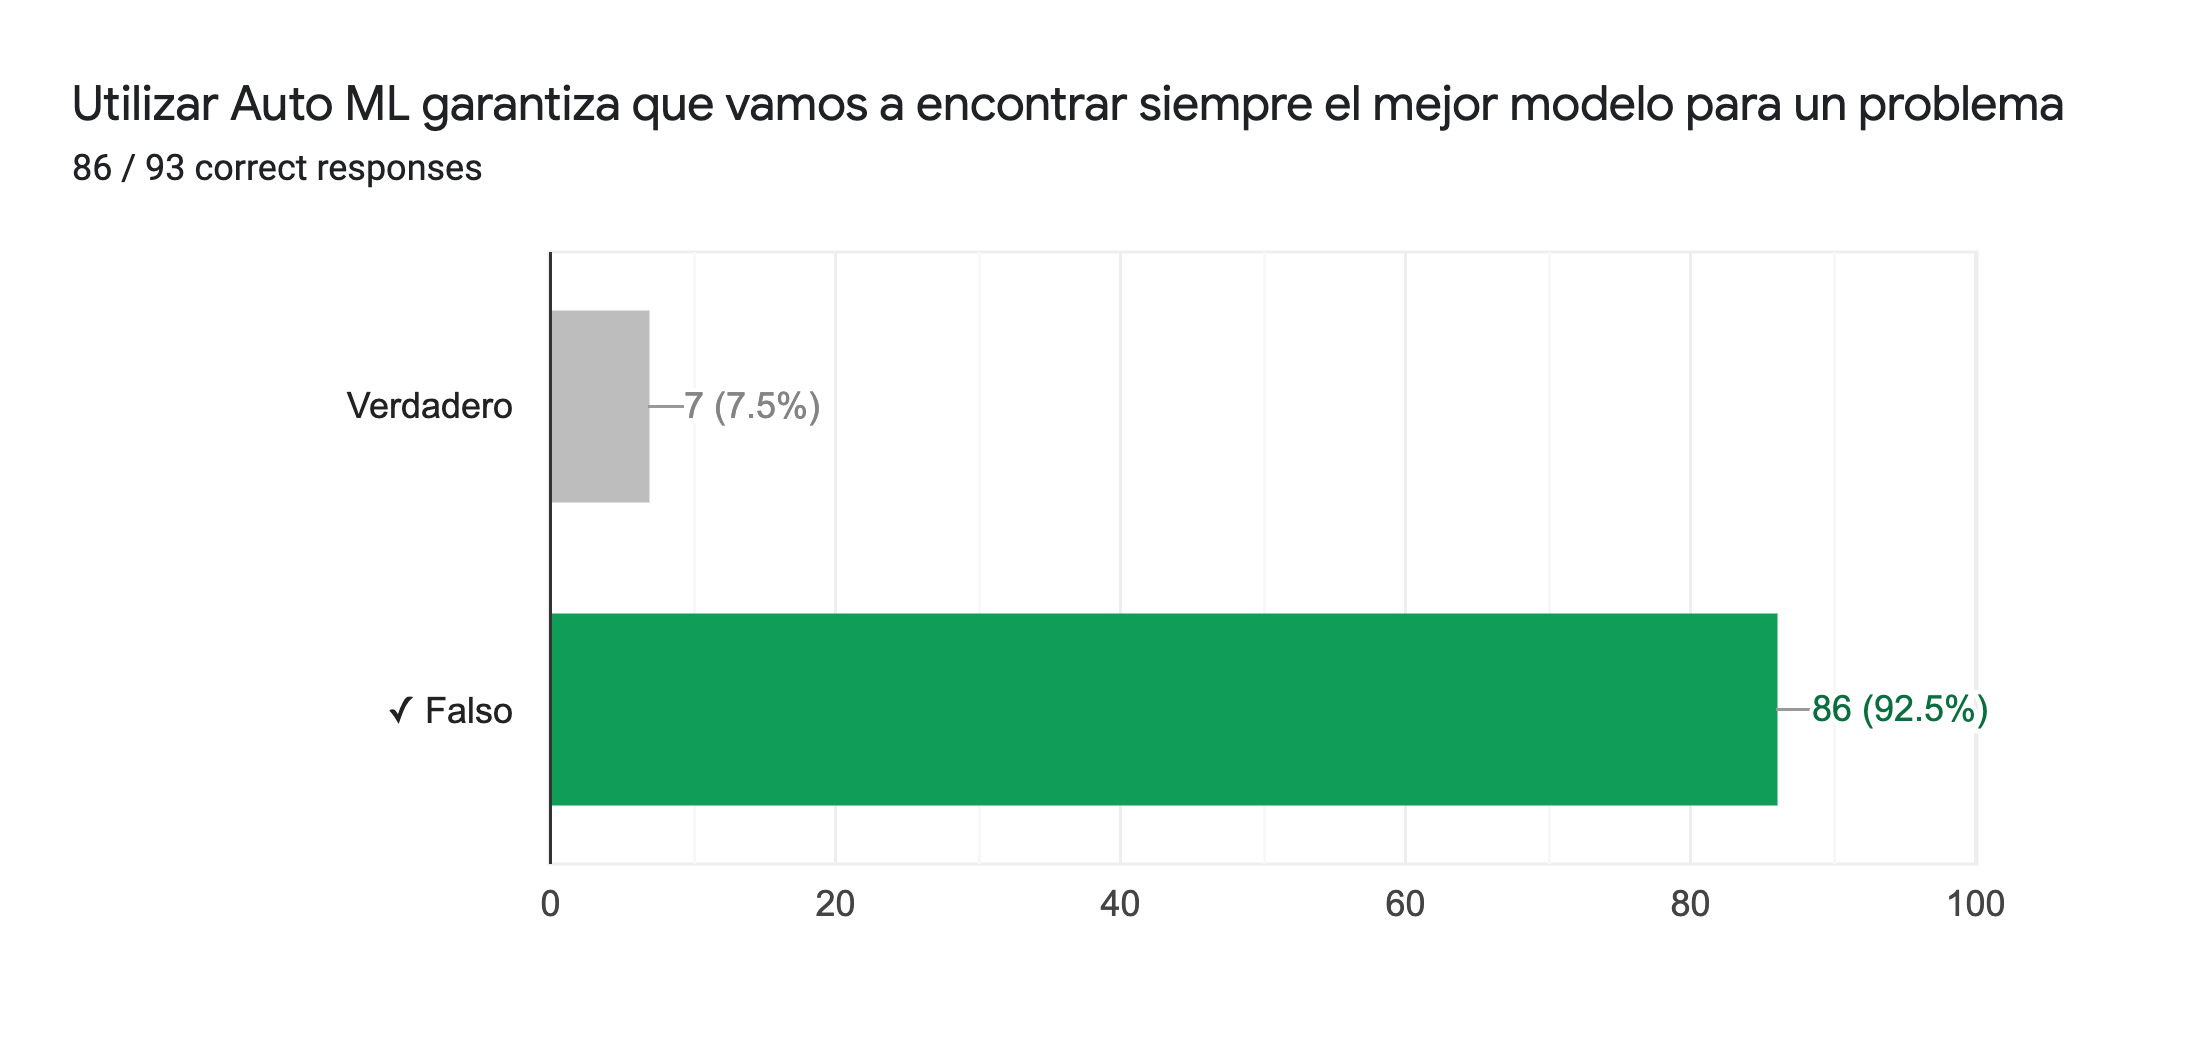 Utilizar Auto ML garantiza que vamos a encontrar siempre el mejor modelo para un problema
86 / 93 correct responses
Verdadero
7 (7.5%)
✓ Falso
86 (92.5%)
0 20 40 60 80 100